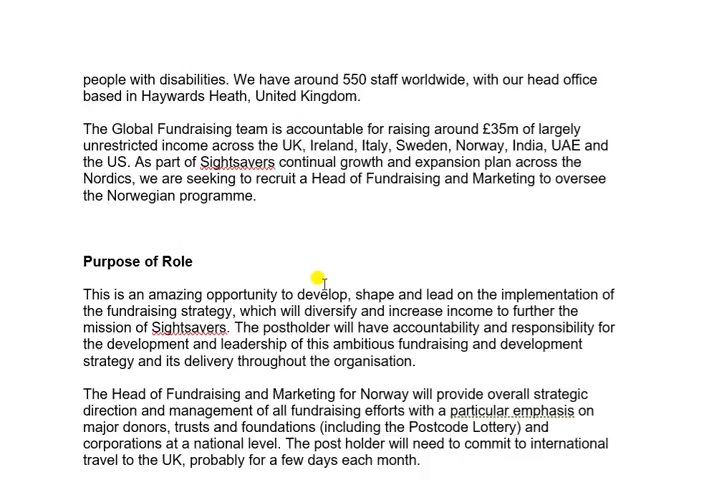 people with disabilities. We have around 550 staff worldwide, with our head office
based in Haywards Heath, United Kingdom.
The Global Fundraising team is accountable for raising around £35m of largely
unrestricted income across the UK, Ireland, Italy, Sweden, Norway, India, UAE and
the US. As part of Sightsavers continual growth and expansion plan across the
Nordics, we are seeking to recruit a Head of Fundraising and Marketing to oversee
the Norwegian programme.
Purpose of Role
This is an amazing opportunity to develop, shape and lead on the implementation of
the fundraising strategy, which will diversify and increase income to further the
mission of Sightsavers. The postholder will have accountability and responsibility for
the development and leadership of this ambitious fundraising and development
strategy and its delivery throughout the organisation.
The Head of Fundraising and Marketing for Norway will provide overall strategic
direction and management of all fundraising efforts with a particular emphasis on
major donors, trusts and foundations (including the Postcode Lottery) and
corporations at a national level. The post holder will need to commit to international
travel to the UK, probably for a few days each month.